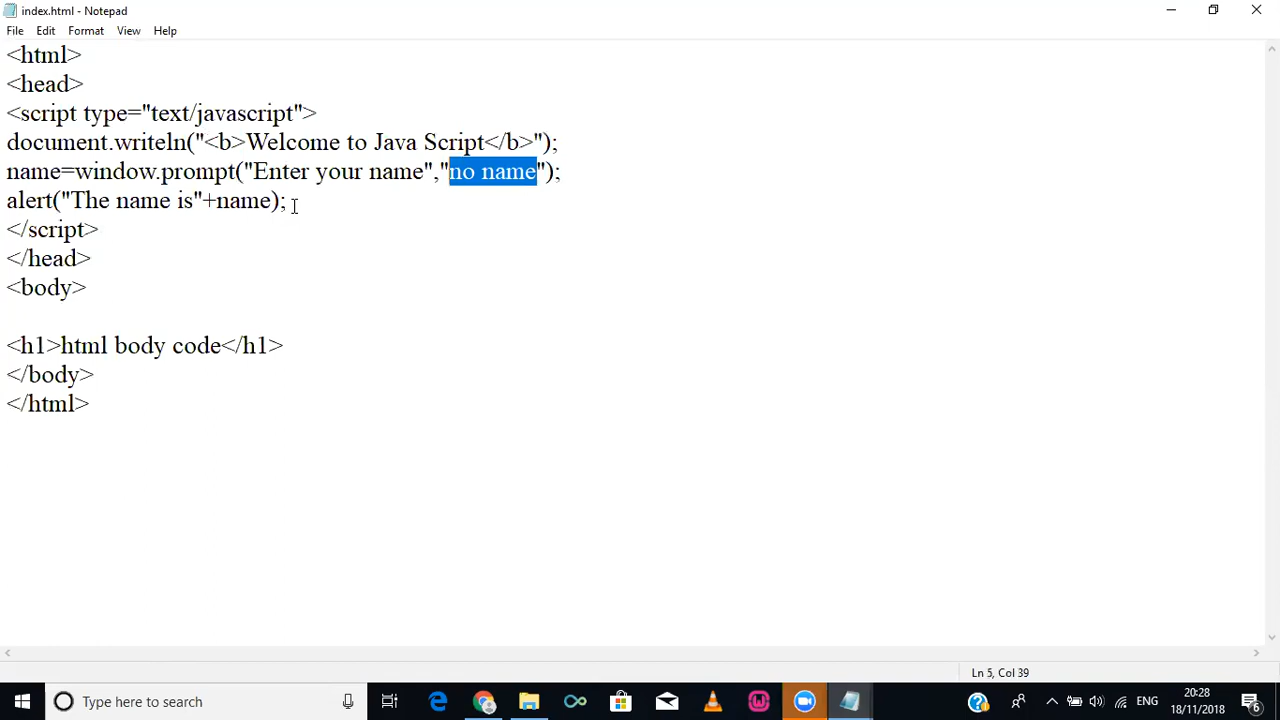 index.html - Notepad
File Edit Format View Help
<html>
<head>
<script type="text/javascript">
document.writeln("<b>Welcome to Java Script</b>");
name=window.prompt("Enter your name","no name");
alert("The name is"+name);
</script>
</head>
<body>
<h1>html body code</h1>
</body>
</html>
Ln 5, Col 39
Type here to search
ENG
20:28
18/11/2018
6